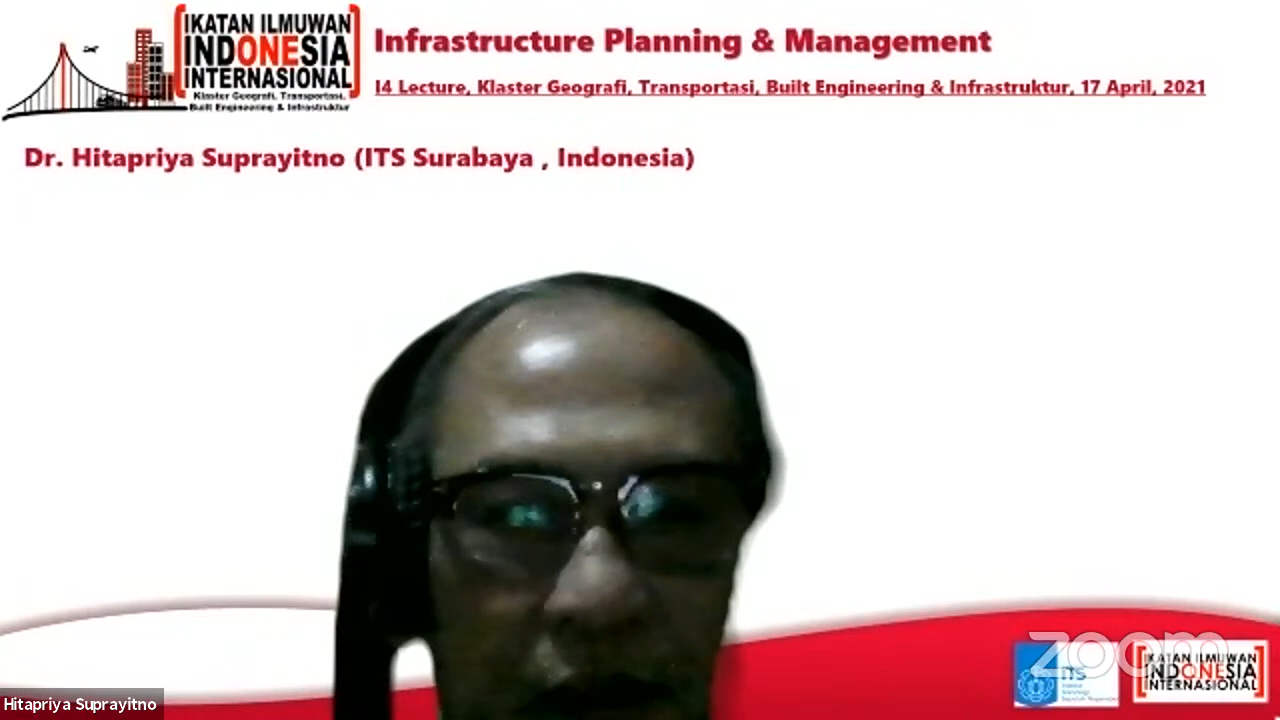 IKATAN ILMUWAN
INDONESIA
INTERNASIONAL
Klaster Geografi, Transportasi,
Built Engineering & Infrastruktur
Infrastructure Planning & Management
I4 Lecture, Klaster Geografi, Transportasi, Built Engineering & Infrastruktur, 17 April, 2021
Dr. Hitapriya Suprayitno (ITS Surabaya , Indonesia)
zoom
ITS
IKATAN ILMUWAN
INDONESIA
INTERNASIONAL
Hitapriya Suprayitno